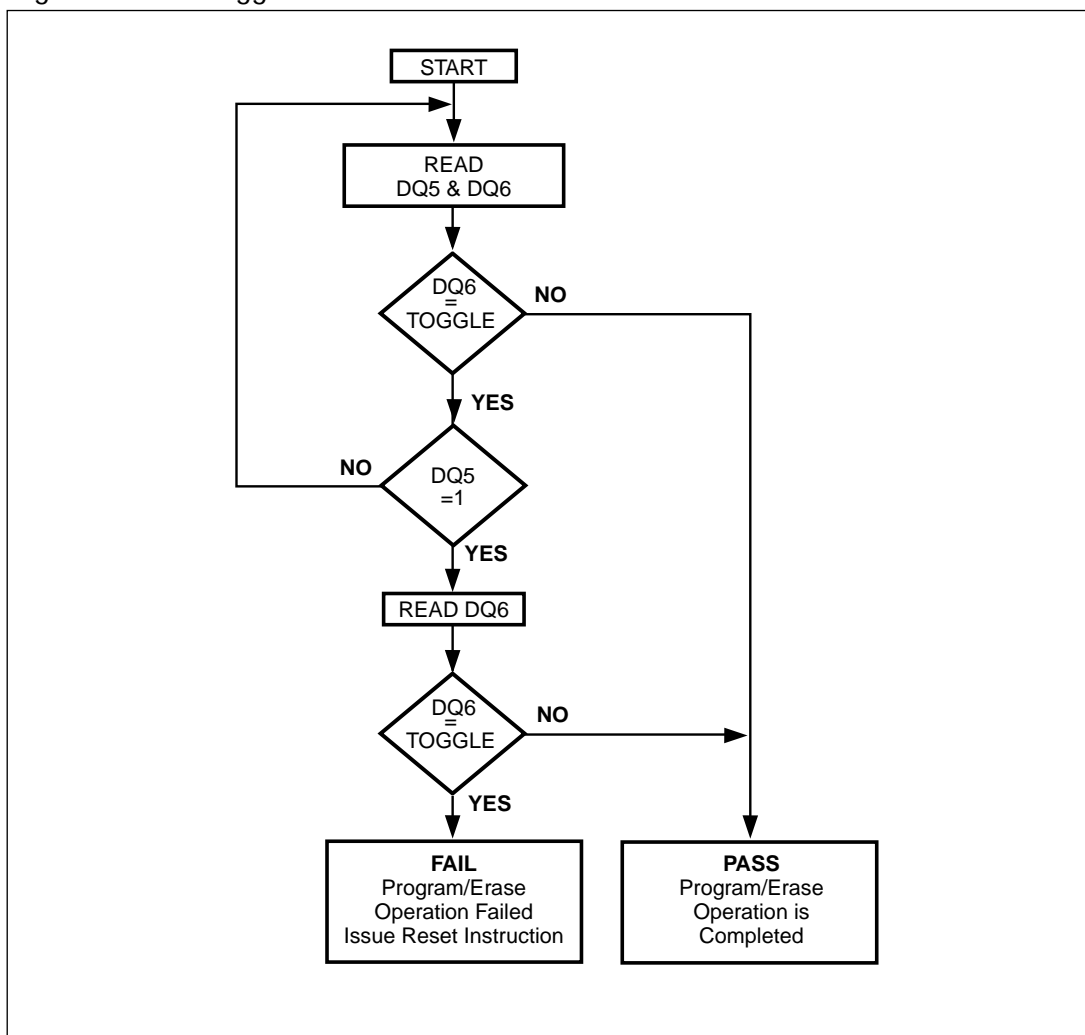 START
READ
DQ5 & DQ6
DQ6
=
TOGGLE
NO
YES
NO
DQ5
=1
YES
READ DQ6
DQ6
=
TOGGLE
NO
YES
FAIL
Program/Erase
Operation Failed
Issue Reset Instruction
PASS
Program/Erase
Operation is
Completed